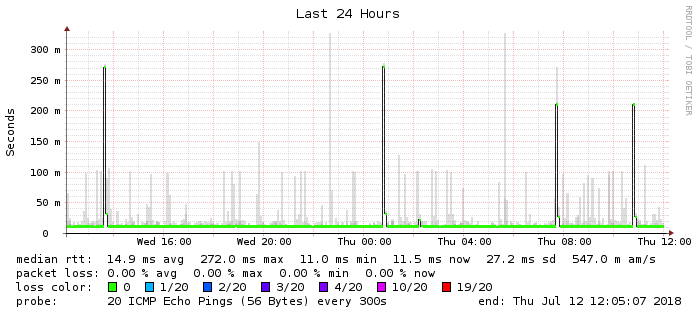 Last 24 Hours
RRDTOOL / TOBI OETIKER
Seconds
300 m
250 m
200 m
150 m
100 m
50 m
0
Wed 16:00 Wed 20:00 Thu 00:00 Thu 04:00 Thu 08:00 Thu 12:00
median rtt: 14.9 ms avg 272.0 ms max 11.0 ms min 11.5 ms now 27.2 ms sd 547.0 m am/s
packet loss: 0.00 % avg 0.00 % max 0.00 % min 0.00 % now
loss color: 0 1/20 2/20 3/20 4/20 10/20 19/20
probe: 20 ICMP Echo Pings (56 Bytes) every 300s end: Thu Jul 12 12:05:07 2018